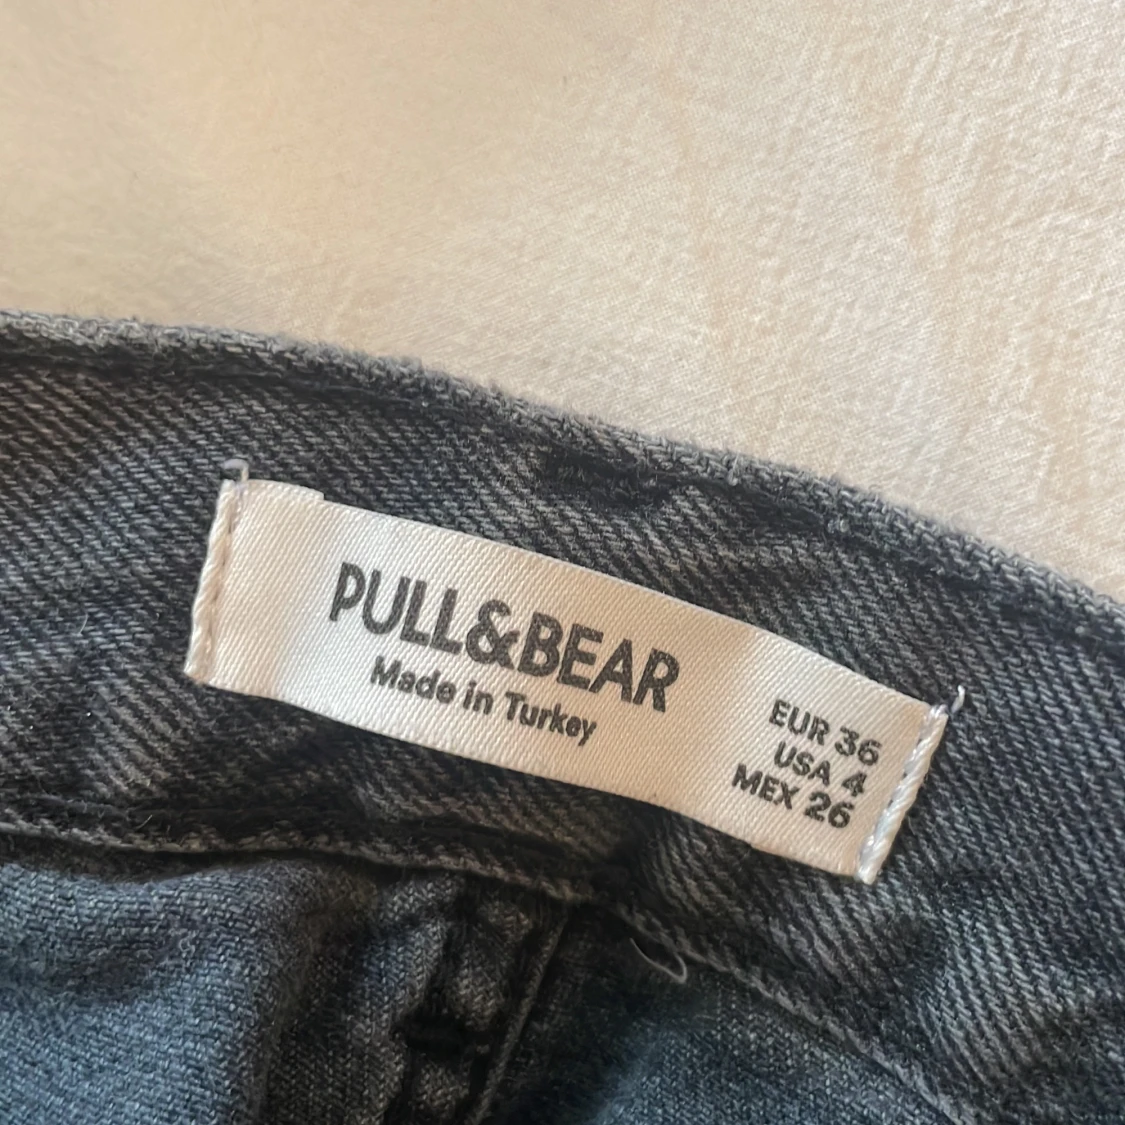 PULL&BEAR
Made in Turkey
EUR 36
USA 4
MEX 26